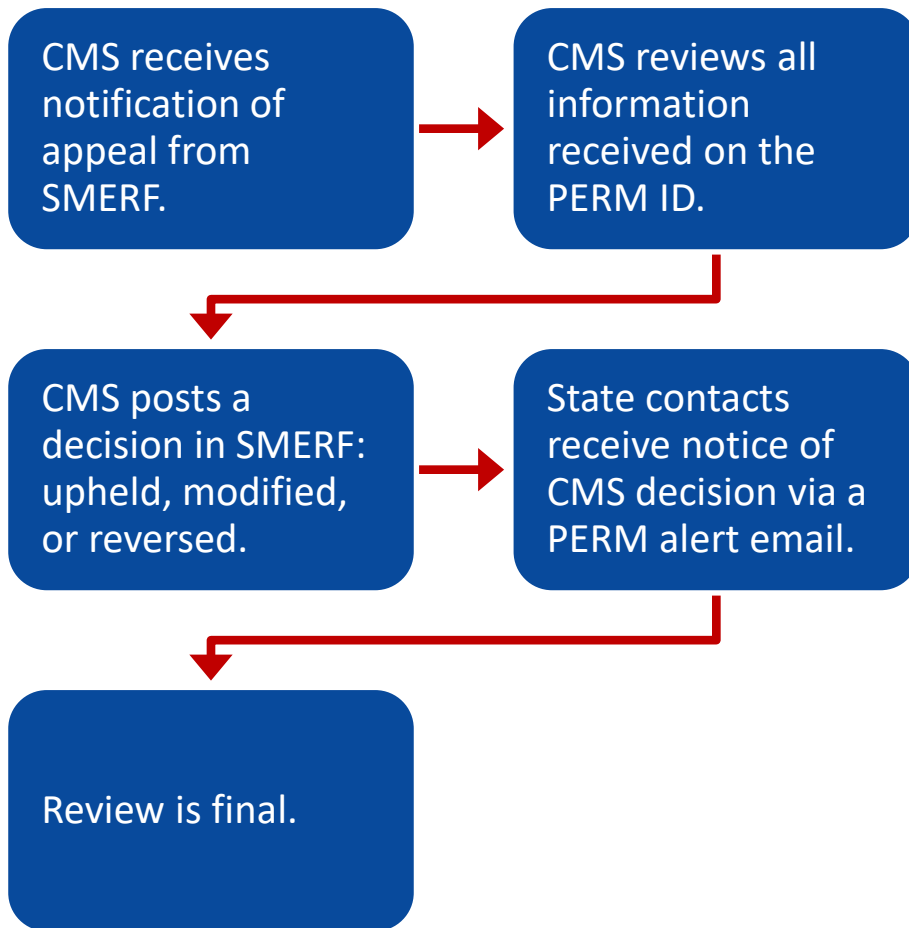 CMS receives
notification of
appeal from
SMERF.
CMS reviews all
information
received on the
PERM ID.
CMS posts a
decision in SMERF:
upheld, modified,
or reversed.
State contacts
receive notice of
CMS decision via a
PERM alert email.
Review is final.